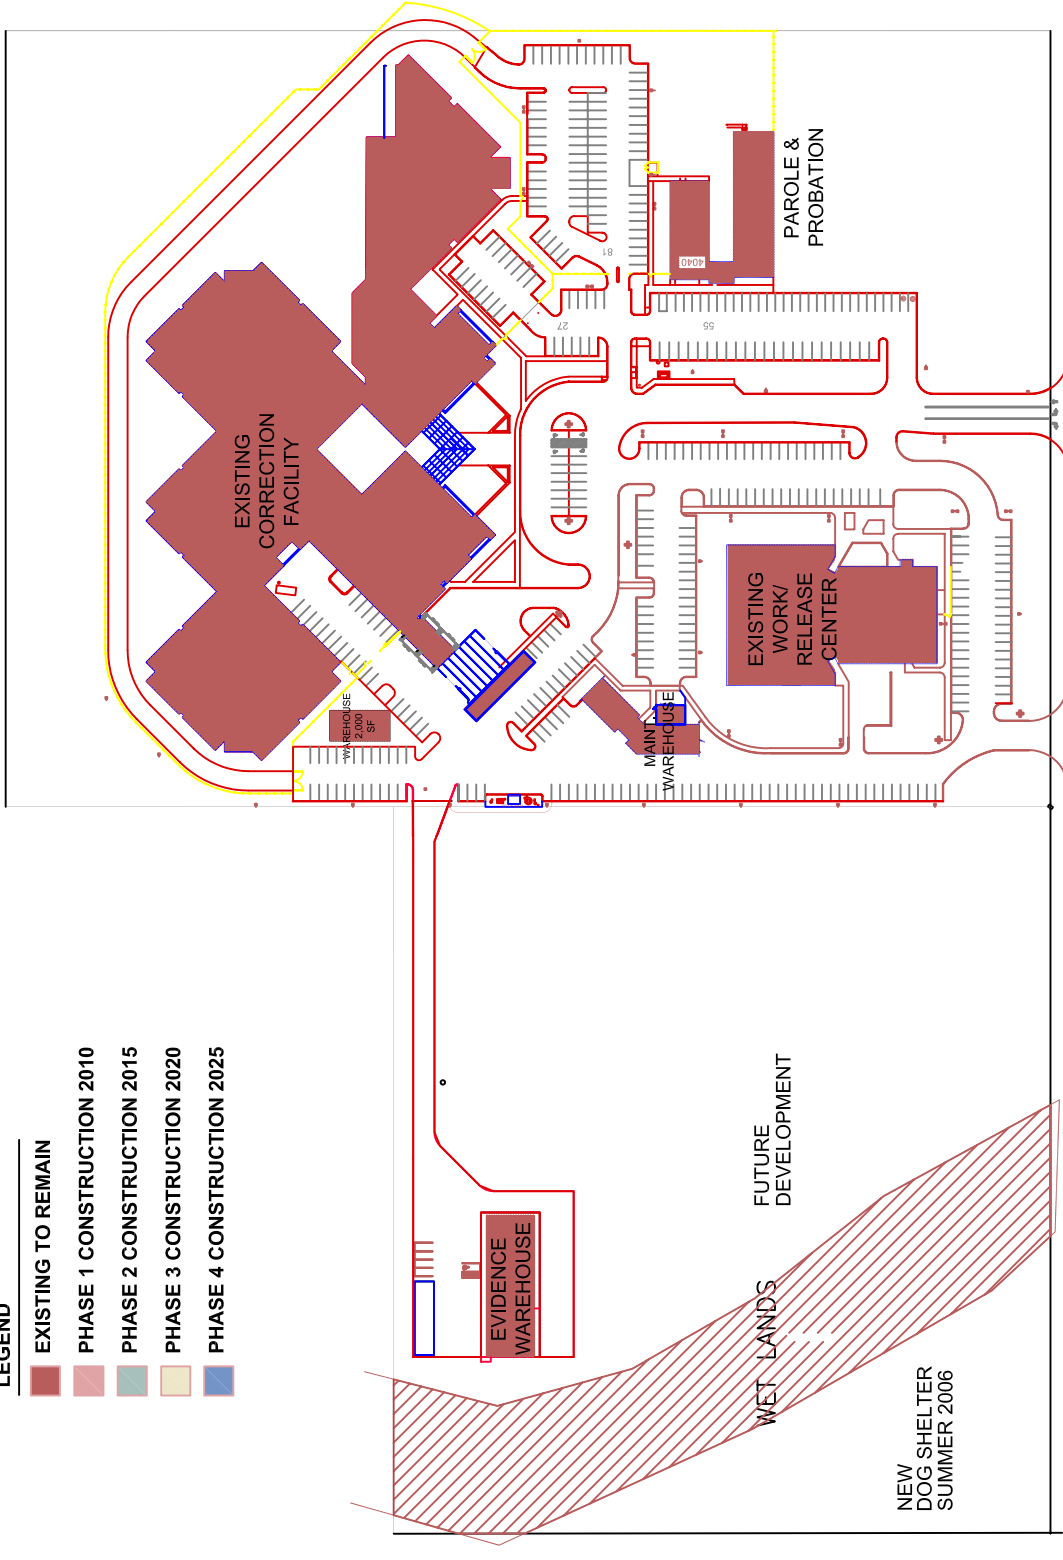 LEGEND
EXISTING TO REMAIN
PHASE 1 CONSTRUCTION 2010
PHASE 2 CONSTRUCTION 2015
PHASE 3 CONSTRUCTION 2020
PHASE 4 CONSTRUCTION 2025
EXISTING
CORRECTION
FACILITY
PAROLE &
PROBATION
4040
81
27
55
EXISTING
WORK/
RELEASE
CENTER
WAREHOUSE
2,000
SF
MAINT.
WAREHOUSE
EVIDENCE
WAREHOUSE
FUTURE
DEVELOPMENT
WET LANDS
NEW
DOG SHELTER
SUMMER 2006